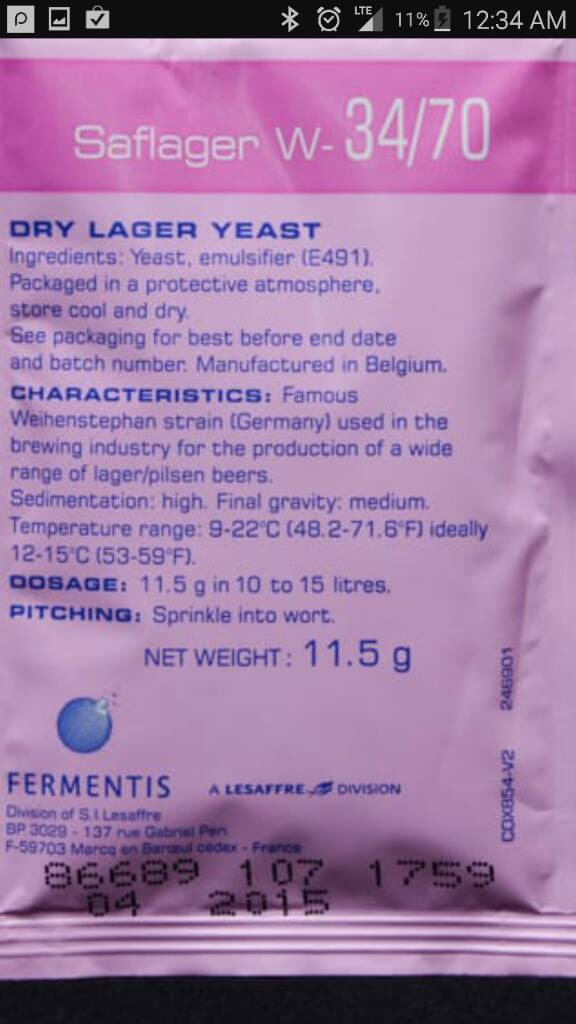 LTE
11%
12:34 AM
Saflager W-34/70
DRY LAGER YEAST
Ingredients: Yeast, emulsifier (E491).
Packaged in a protective atmosphere,
store cool and dry.
See packaging for best before end date
and batch number. Manufactured in Belgium.
CHARACTERISTICS: Famous
Weihenstephan strain (Germany) used in the
brewing industry for the production of a wide
range of lager/pilsen beers.
Sedimentation: high. Final gravity: medium.
Temperature range: 9-22°C (48.2-71.6°F) ideally
12-15°C (53-59°F).
DOSAGE: 11.5 g in 10 to 15 litres.
PITCHING: Sprinkle into wort.
NET WEIGHT: 11.5 g
COX854-V2 246901
FERMENTIS
A LESAFFRE DIVISION
Division of S.I.Lesaffre
BP 3029 - 137 rue Gabriel Péri
F-59703 Marcq en Baroeul cédex - France
86689 107 1759
04 2015